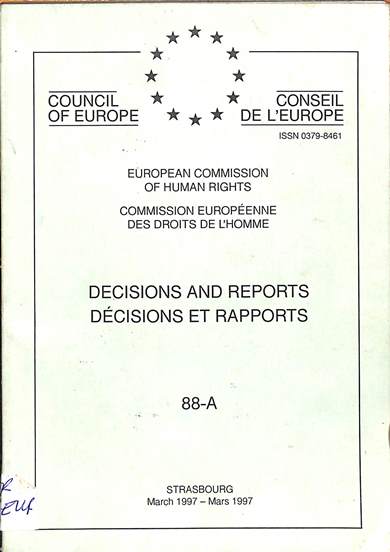 COUNCIL
OF EUROPE
CONSEIL
DE L'EUROPE
ISSN 0379-8461
EUROPEAN COMMISSION
OF HUMAN RIGHTS
COMMISSION EUROPÉENNE
DES DROITS DE L'HOMME
DECISIONS AND REPORTS
DÉCISIONS ET RAPPORTS
88-A
STRASBOURG
March 1997 – Mars 1997